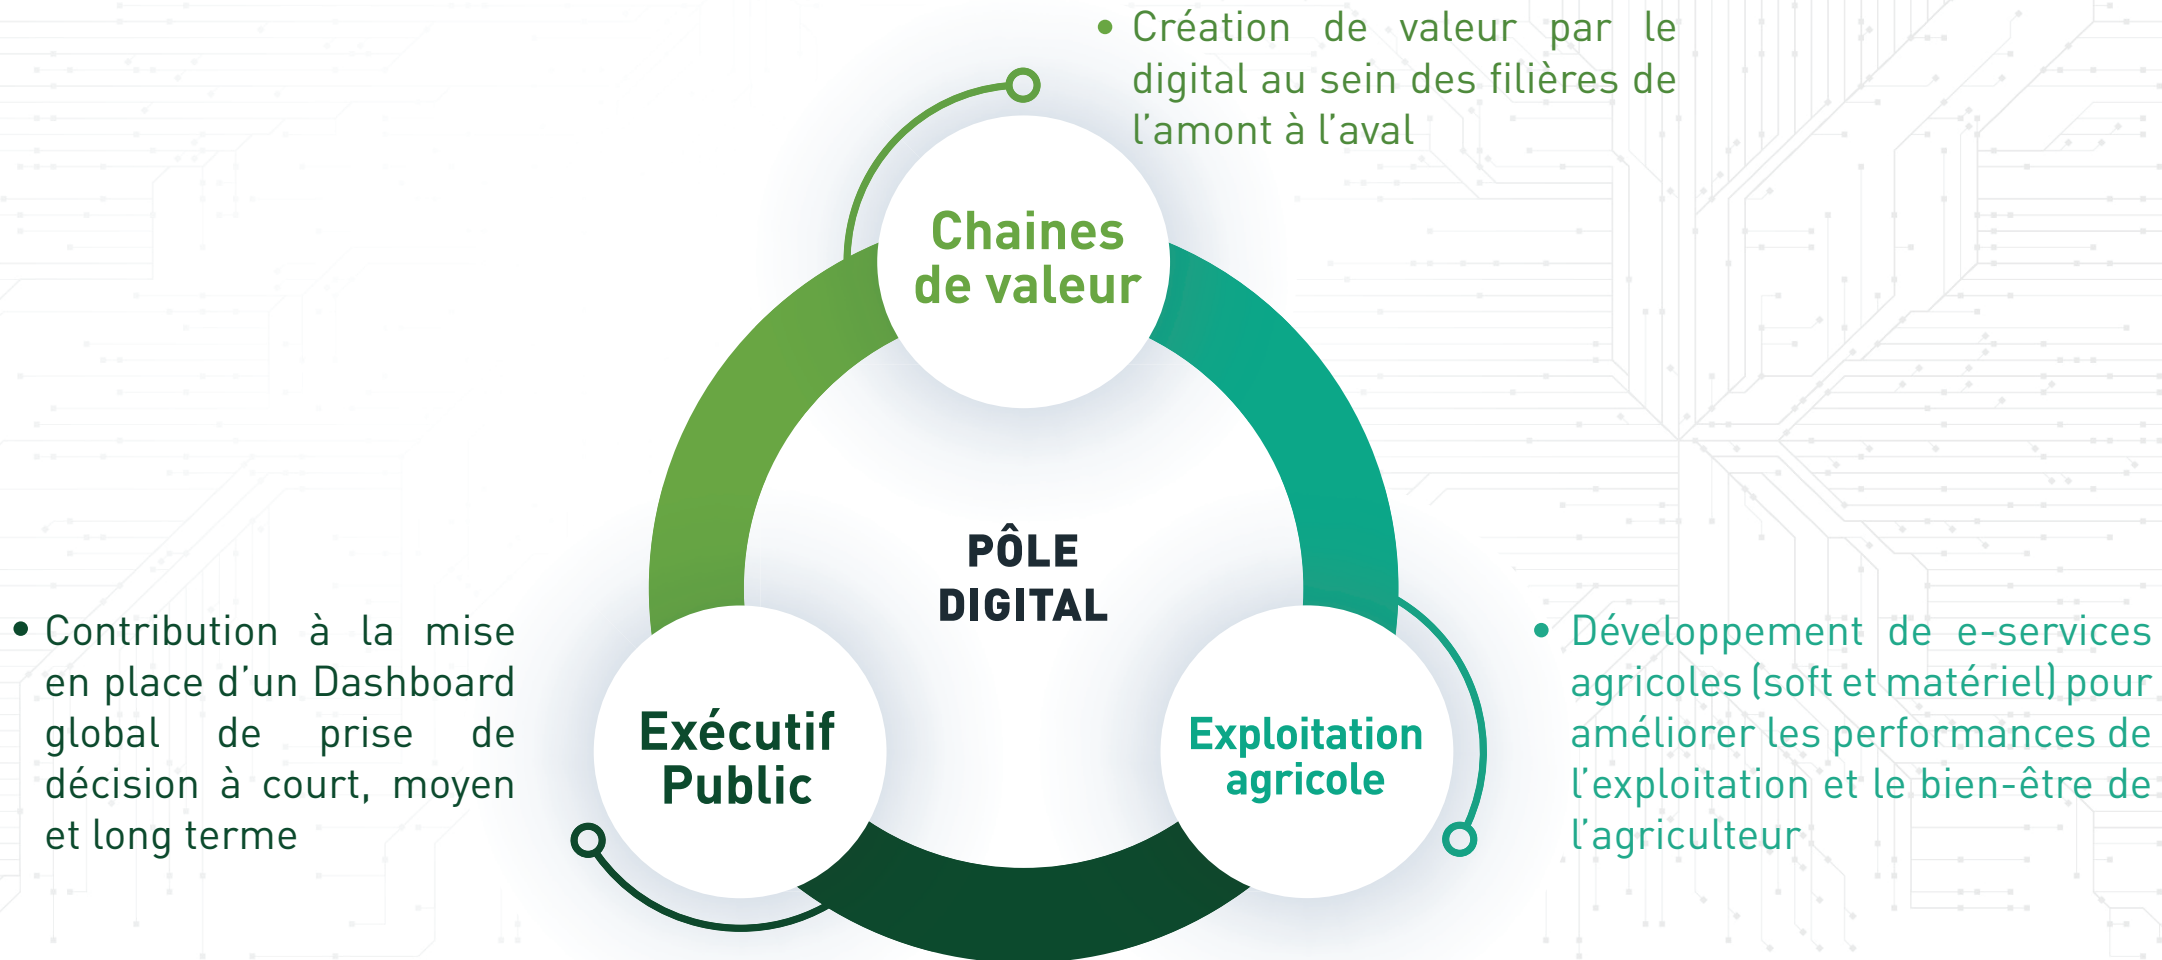 • Création de valeur par le
digital au sein des filières de
l’amont à l’aval
Chaines
de valeur
PÔLE
DIGITAL
• Contribution à la mise
en place d’un Dashboard
global de prise de
décision à court, moyen
et long terme
Exécutif
Public
Exploitation
agricole
• Développement de e-services
agricoles (soft et matériel) pour
améliorer les performances de
l’exploitation et le bien-être de
l’agriculteur